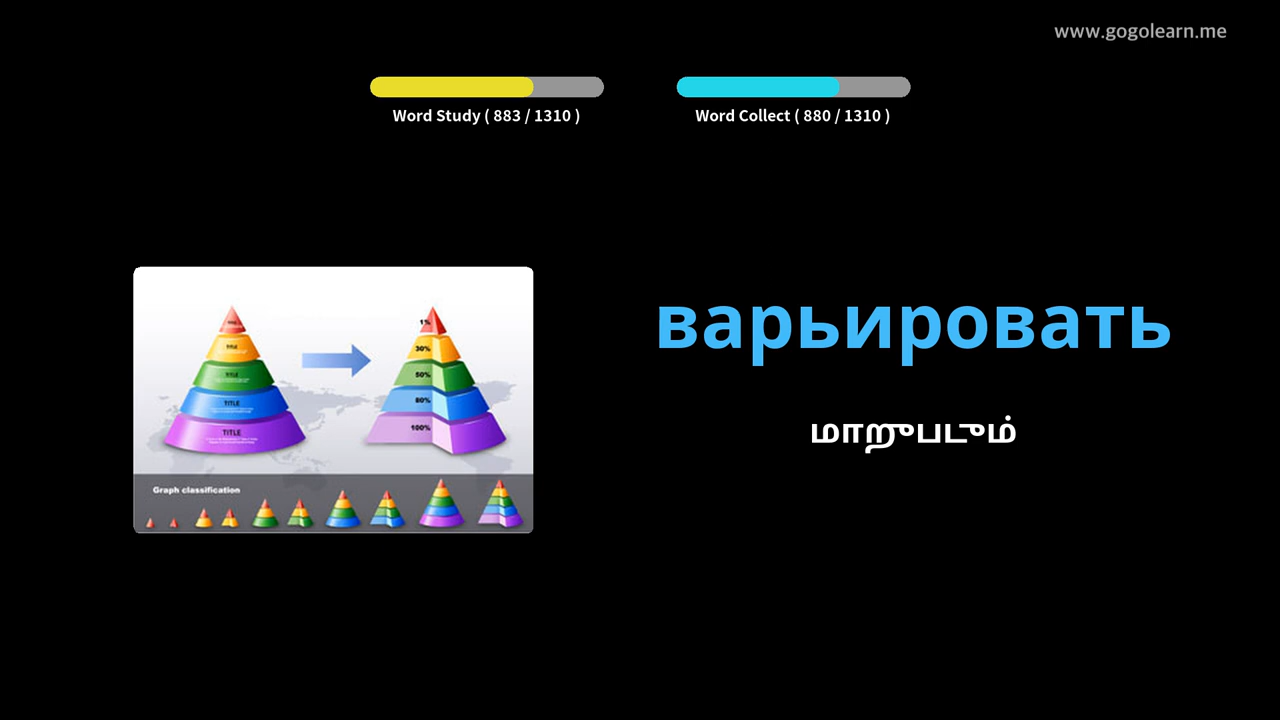 www.gogolearn.me
Word Study ( 883 / 1310 )
Word Collect ( 880 / 1310 )
варьировать
மாறுபடும்
TITLE
TITLE
TITLE
TITLE
1%
30%
50%
80%
100%
Graph classification